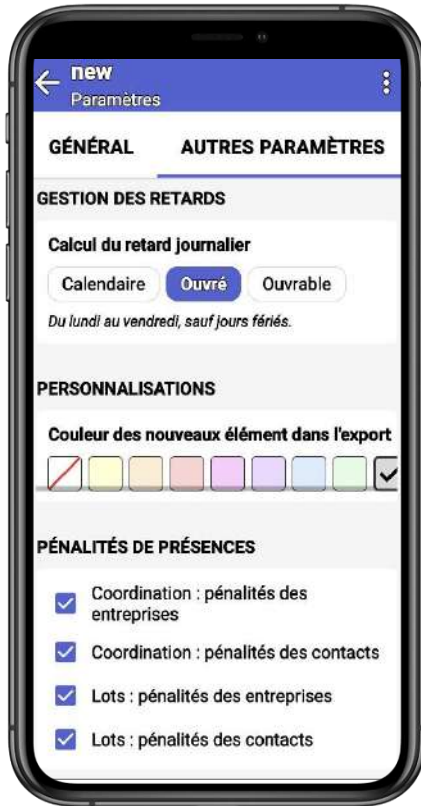 new
Paramètres
GÉNÉRAL AUTRES PARAMÈTRES
GESTION DES RETARDS
Calcul du retard journalier
Calendaire Ouvré Ouvrable
Du lundi au vendredi, sauf jours fériés.
PERSONNALISATIONS
Couleur des nouveaux élément dans l'export
PÉNALITÉS DE PRÉSENCES
Coordination : pénalités des
entreprises
Coordination : pénalités des contacts
Lots : pénalités des entreprises
Lots : pénalités des contacts